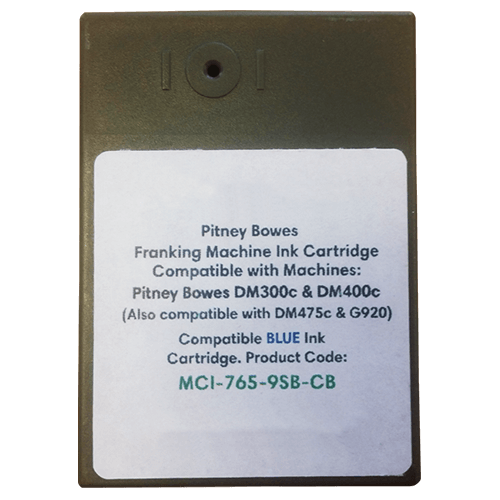 Pitney Bowes
Franking Machine Ink Cartridge
Compatible with Machines:
Pitney Bowes DM300c & DM400c
(Also compatible with DM475c & G920)
Compatible BLUE Ink
Cartridge. Product Code:
MCI-765-9SB-CB